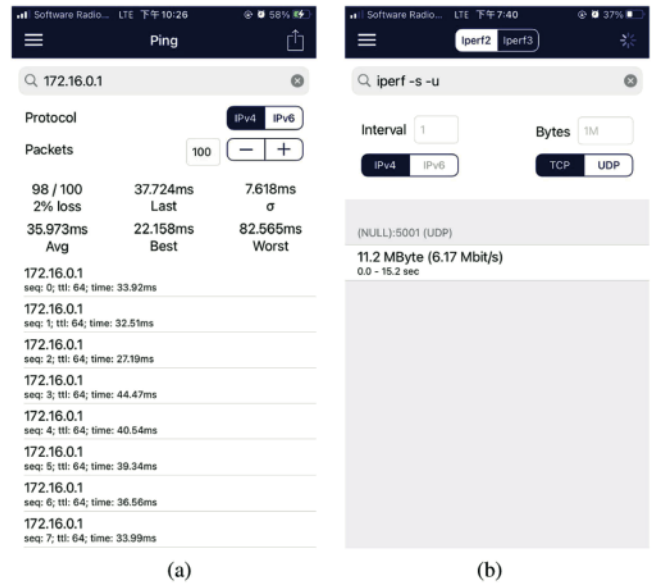 Software Radio... LTE 下午10:26 58%
Ping
172.16.0.1
Protocol IPv4 IPv6
Packets 100 − +
98 / 100 37.724ms 7.618ms
2% loss Last σ
35.973ms 22.158ms 82.565ms
Avg Best Worst
172.16.0.1
seq: 0; ttl: 64; time: 33.92ms
172.16.0.1
seq: 1; ttl: 64; time: 32.51ms
172.16.0.1
seq: 2; ttl: 64; time: 27.19ms
172.16.0.1
seq: 3; ttl: 64; time: 44.47ms
172.16.0.1
seq: 4; ttl: 64; time: 40.54ms
172.16.0.1
seq: 5; ttl: 64; time: 39.34ms
172.16.0.1
seq: 6; ttl: 64; time: 36.56ms
172.16.0.1
seq: 7; ttl: 64; time: 33.99ms
(a)
Software Radio... LTE 下午7:40 37%
Iperf2 Iperf3
iperf -s -u
Interval 1 Bytes 1M
IPv4 IPv6 TCP UDP
(NULL):5001 (UDP)
11.2 MByte (6.17 Mbit/s)
0.0 - 15.2 sec
(b)